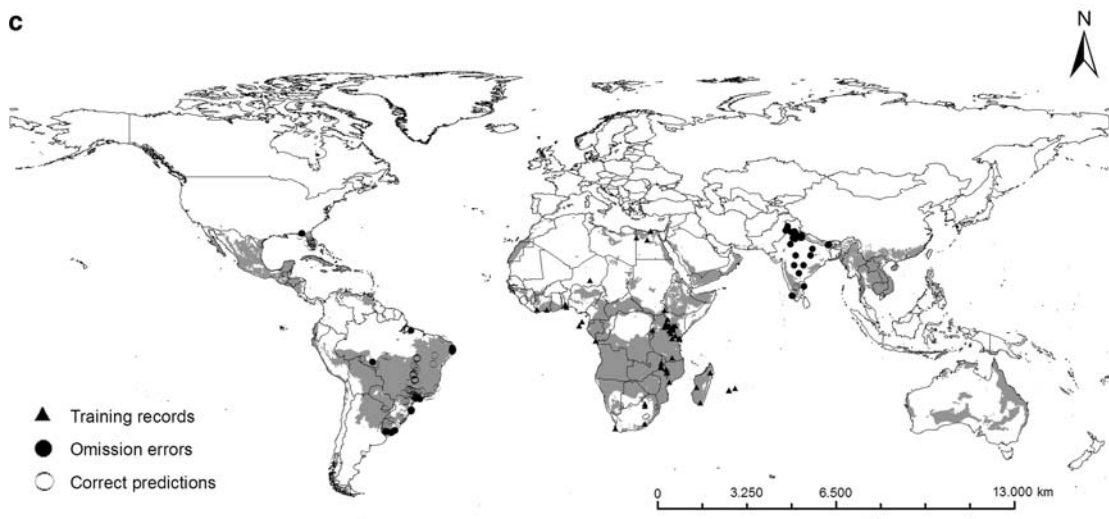 c
N
Training records
Omission errors
Correct predictions
0 3.250 6.500 13.000 km